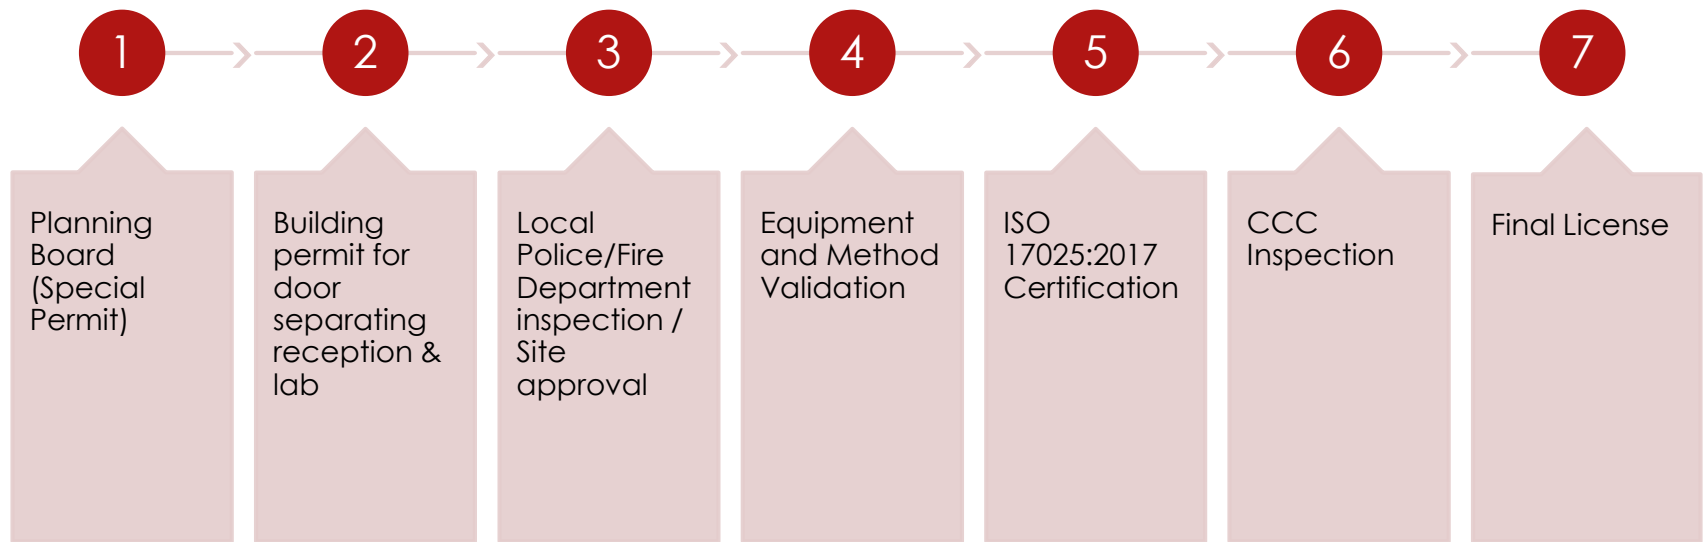 1
2
3
4
5
6
7
Planning
Board
(Special
Permit)
Building
permit for
door
separating
reception &
lab
Local
Police/Fire
Department
inspection /
Site
approval
Equipment
and Method
Validation
ISO
17025:2017
Certification
CCC
Inspection
Final License